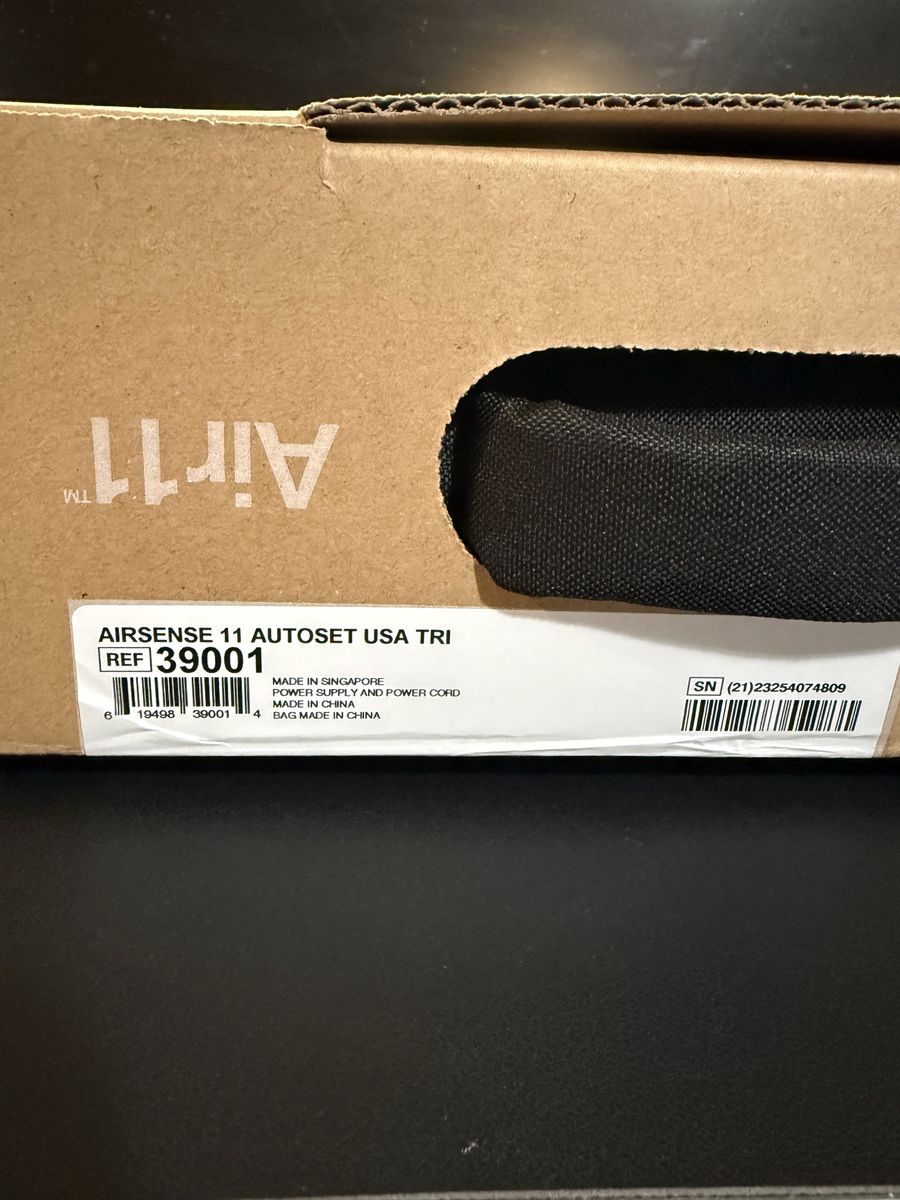 Air11™
AIRSENSE 11 AUTOSET USA TRI
REF 39001
6 19498 39001 4
MADE IN SINGAPORE
POWER SUPPLY AND POWER CORD
MADE IN CHINA
BAG MADE IN CHINA
SN (21)23254074809